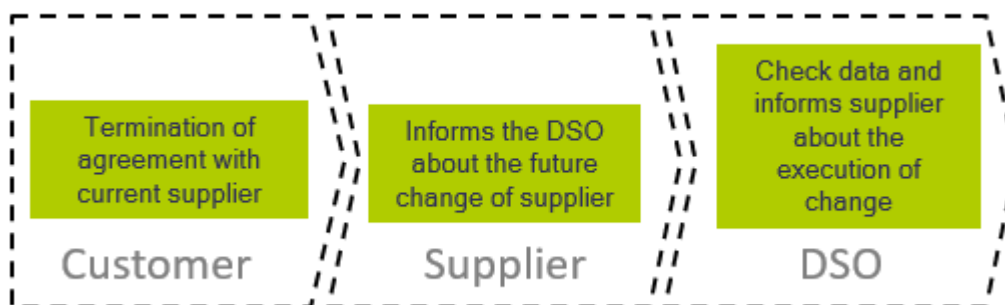 Termination of
agreement with
current supplier
Customer
Informs the DSO
about the future
change of supplier
Supplier
Check data and
informs supplier
about the
execution of
change
DSO